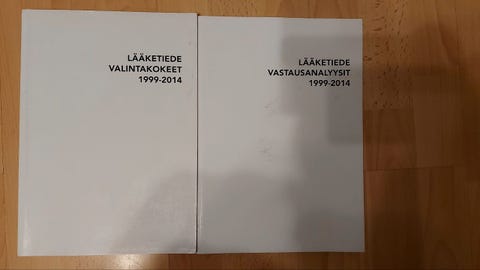 LÄÄKETIEDE
VALINTAKOKEET
1999-2014
LÄÄKETIEDE
VASTAUSANALYYSIT
1999-2014